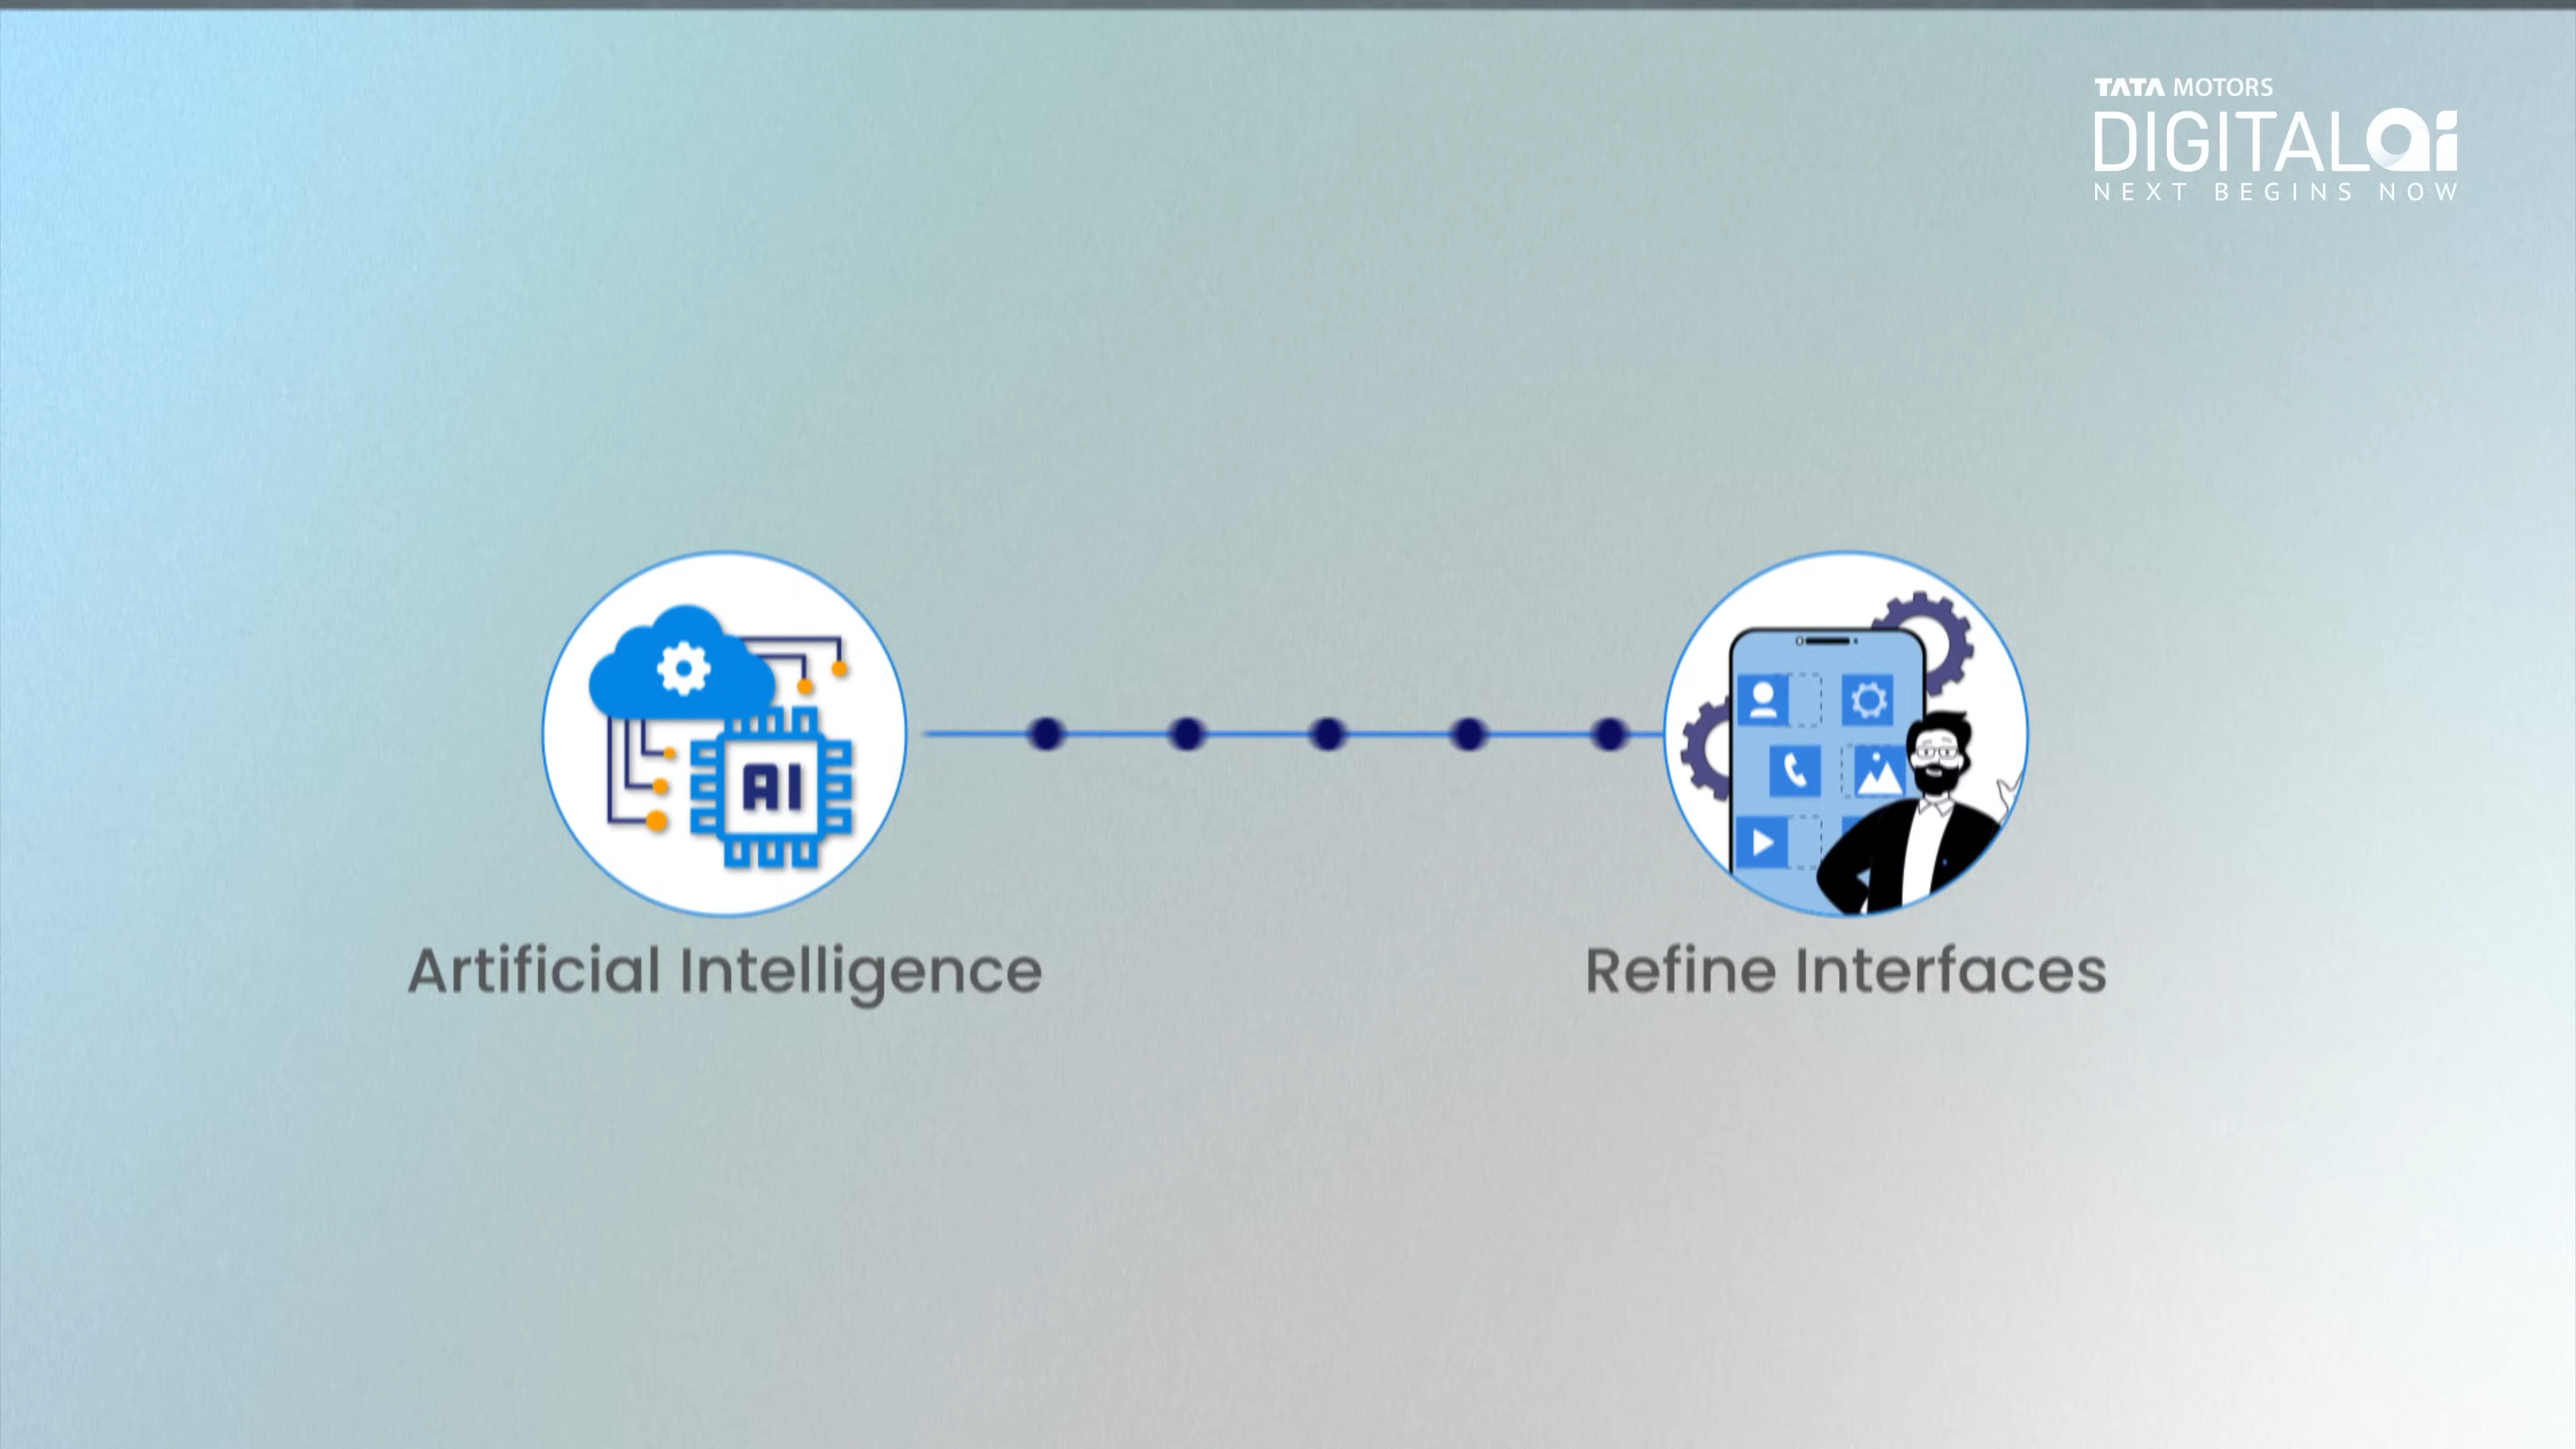 TATA MOTORS
DIGITALai
NEXT BEGINS NOW
AI
Artificial Intelligence
Refine Interfaces